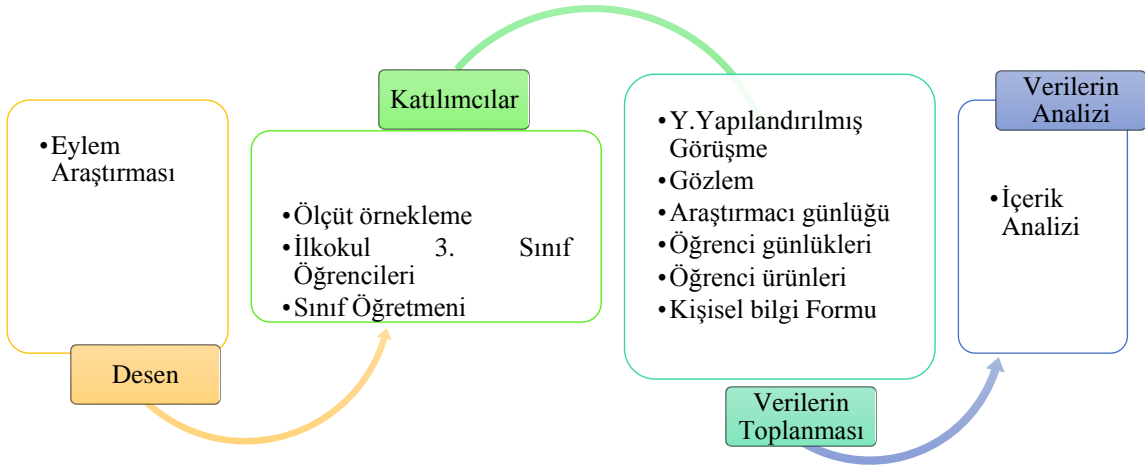 •Eylem
Araştırması
Desen
Katılımcılar
•Ölçüt örnekleme
•İlkokul 3. Sınıf
Öğrencileri
•Sınıf Öğretmeni
•Y.Yapılandırılmış
Görüşme
•Gözlem
•Araştırmacı günlüğü
•Öğrenci günlükleri
•Öğrenci ürünleri
•Kişisel bilgi Formu
Verilerin
Toplanması
Verilerin
Analizi
•İçerik
Analizi